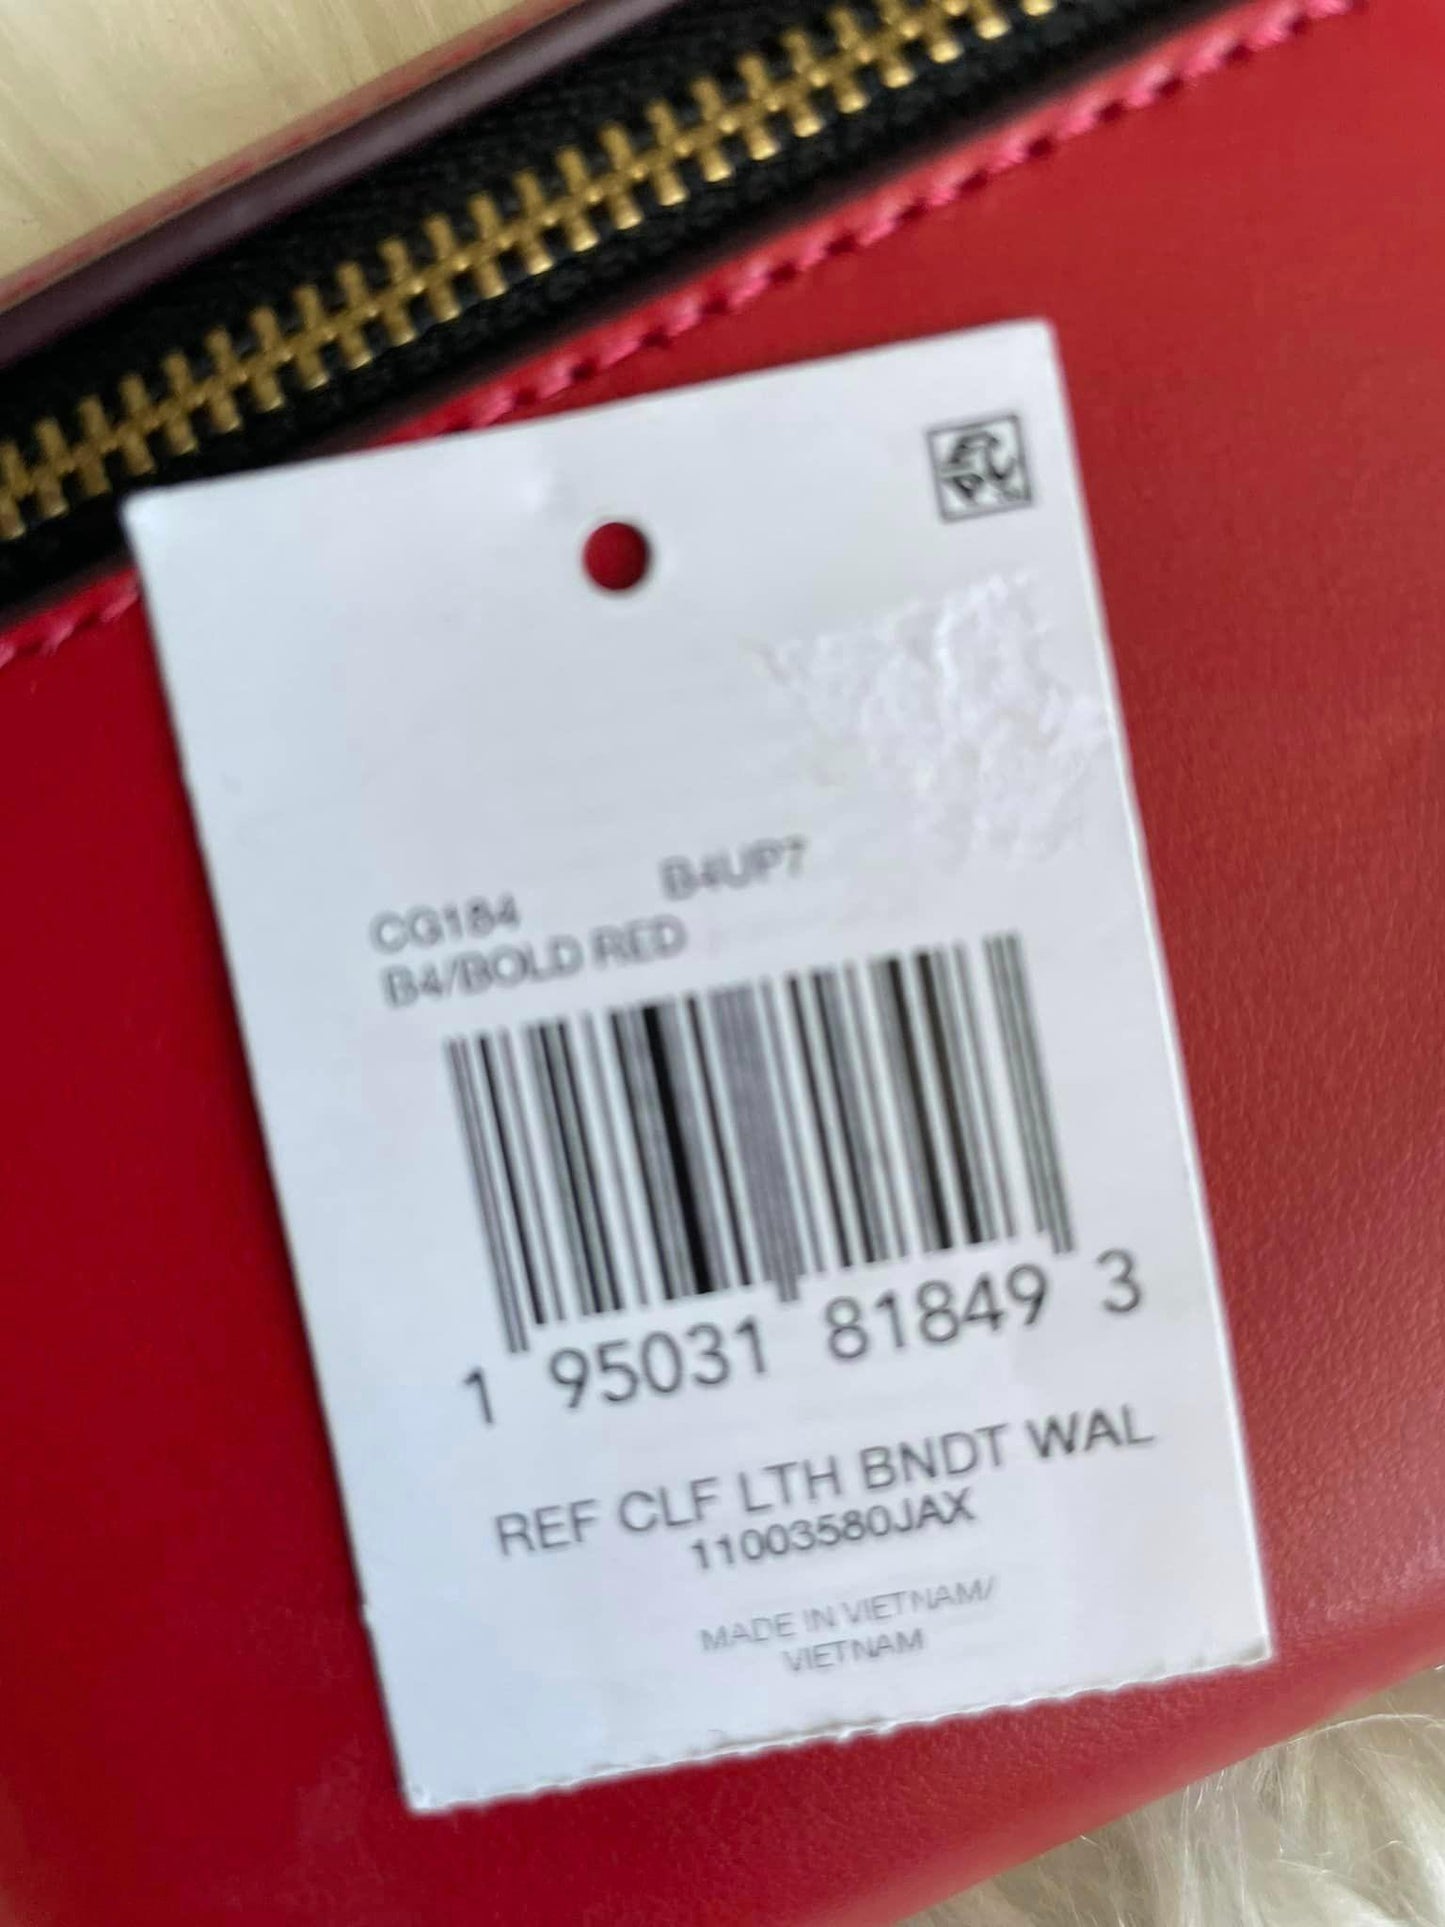 CG184 B4UP7
B4/BOLD RED
1 95031 81849 3
REF CLF LTH BNDT WAL
11003580JAX
MADE IN VIETNAM/
VIETNAM